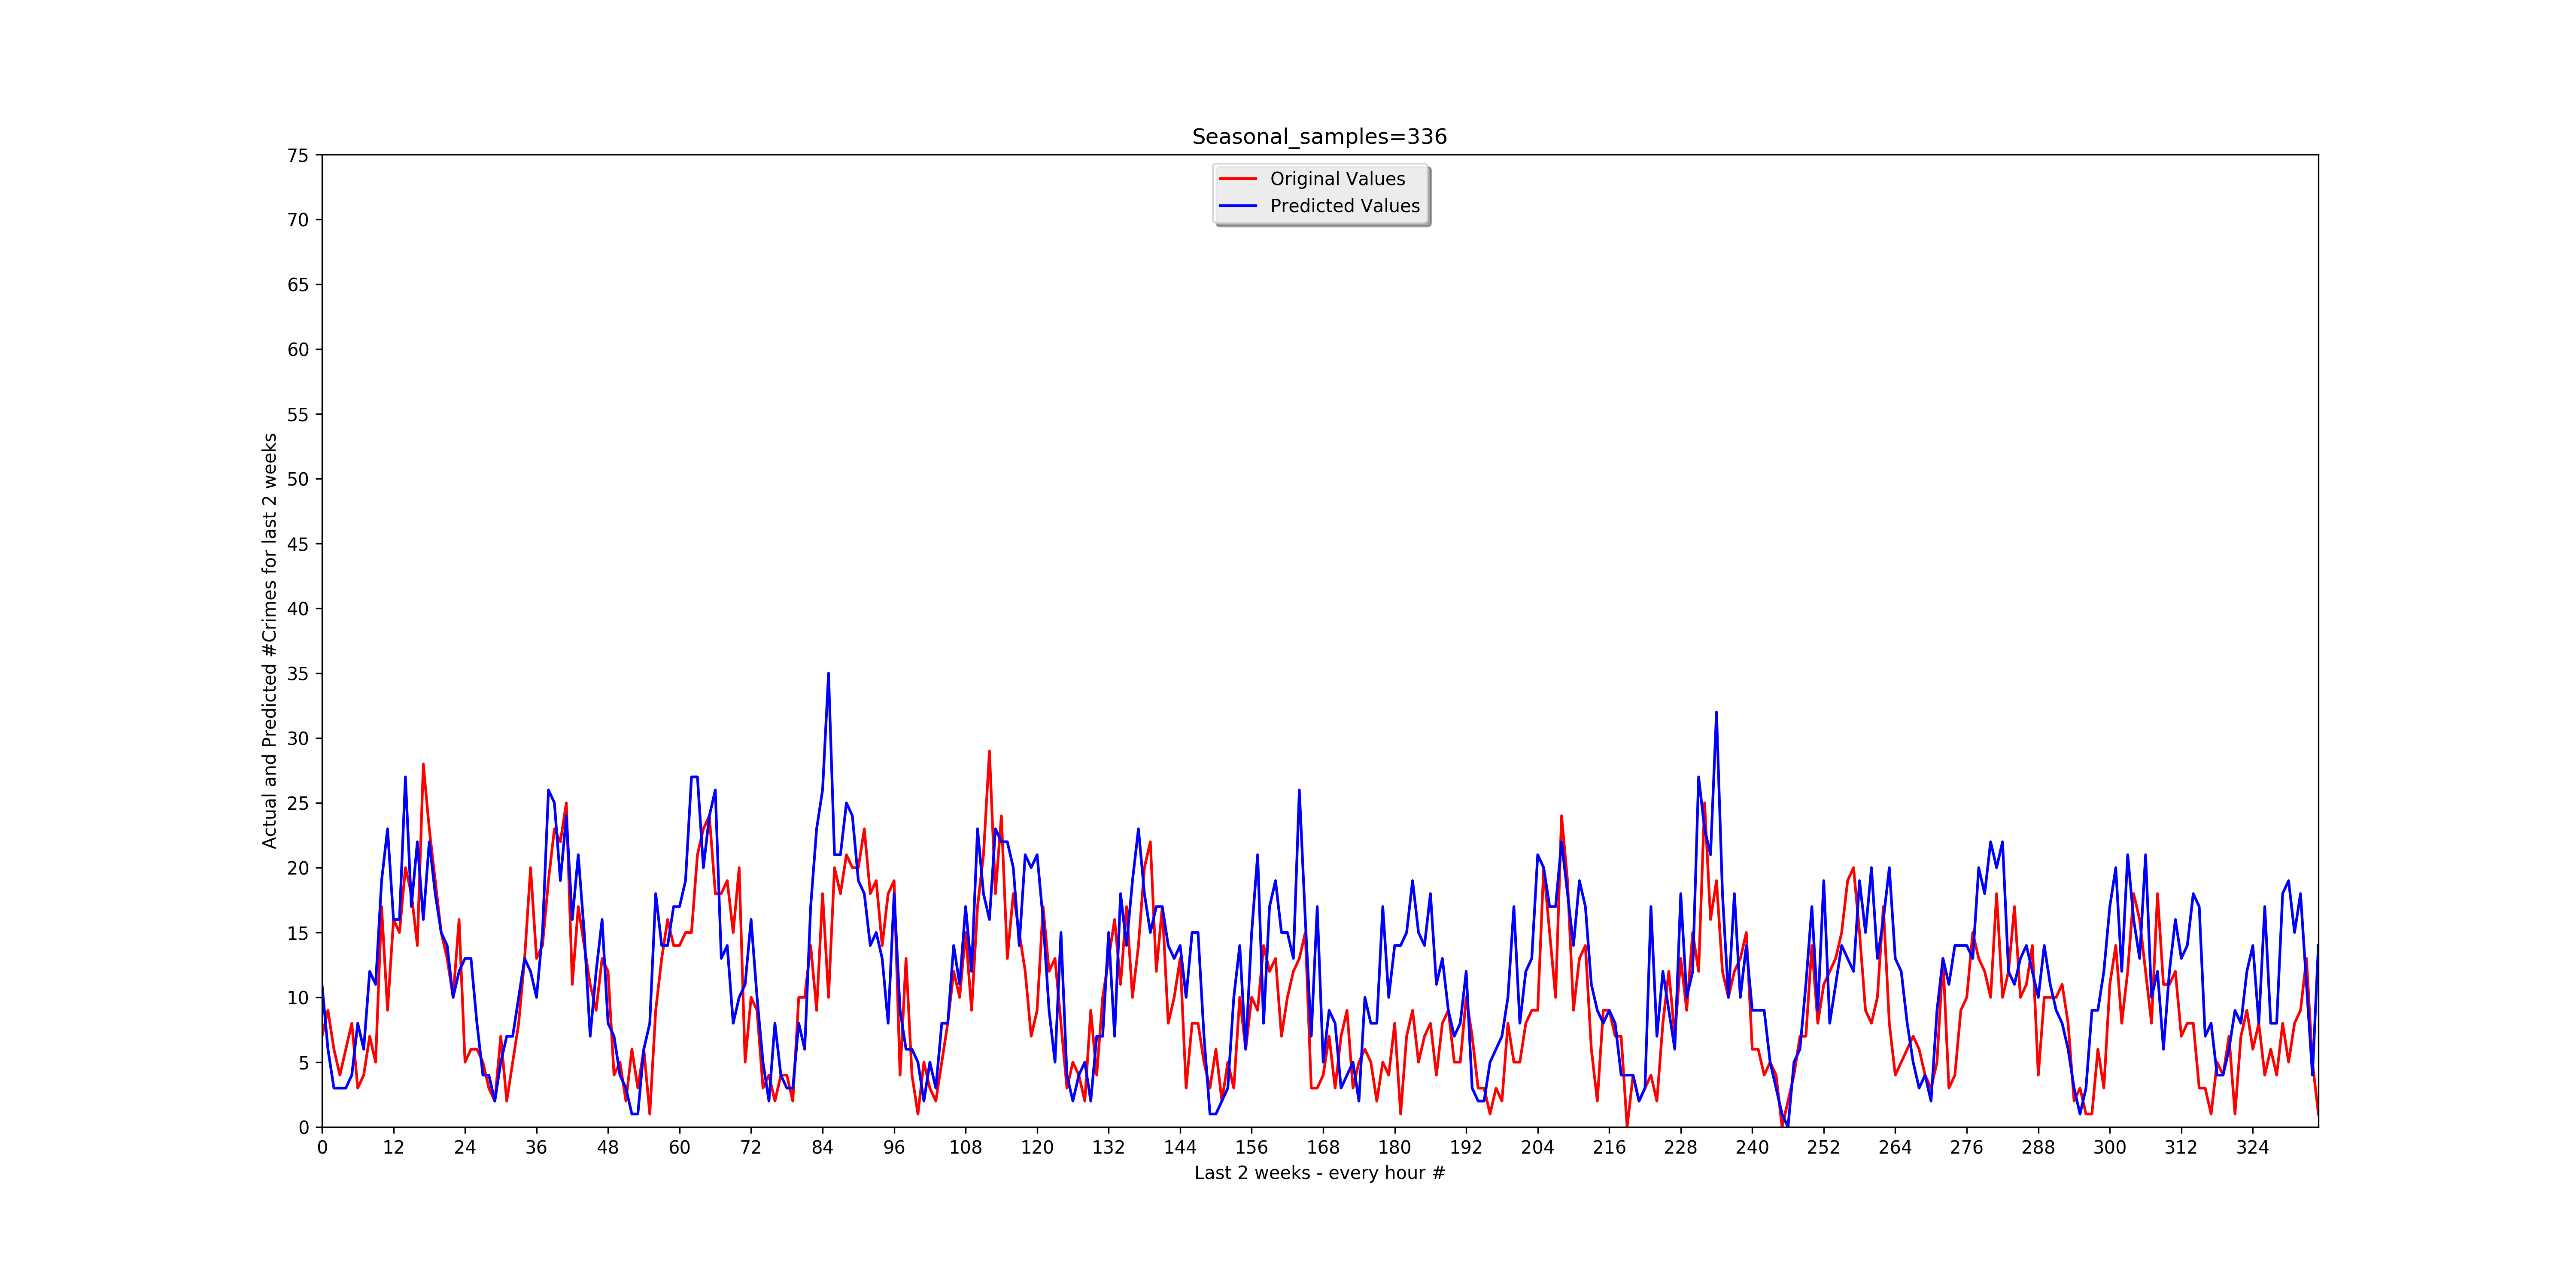 Seasonal_samples=336
Original Values
Predicted Values
75
70
65
60
55
50
45
40
35
30
25
20
15
10
5
0
Actual and Predicted #Crimes for last 2 weeks
0 12 24 36 48 60 72 84 96 108 120 132 144 156 168 180 192 204 216 228 240 252 264 276 288 300 312 324
Last 2 weeks - every hour #